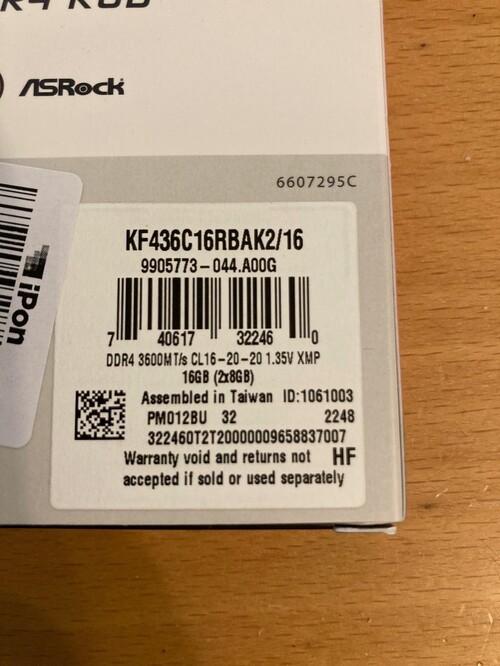 ASRock
6607295C
KF436C16RBAK2/16
9905773-044.A00G
7 40617 32246 0
DDR4 3600MT/s CL16-20-20 1.35V XMP
16GB (2x8GB)
Assembled in Taiwan ID:1061003
PM012BU 32 2248
322460T2T20000009658837007
Warranty void and returns not HF
accepted if sold or used separately
iPon